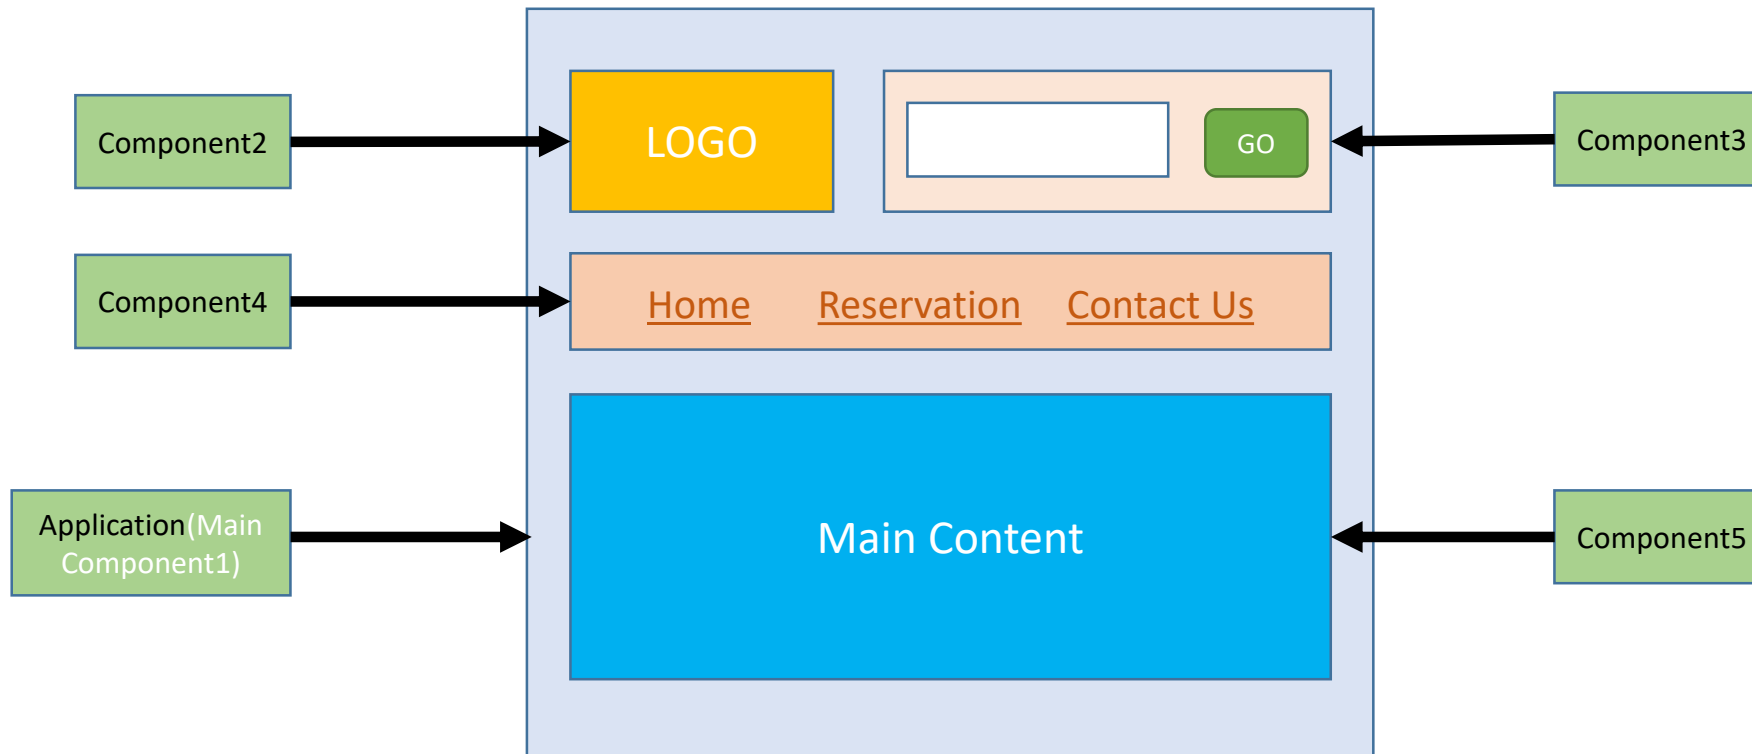 Component2
LOGO
GO
Component3
Component4
Home Reservation Contact Us
Application(Main
Component1)
Main Content
Component5